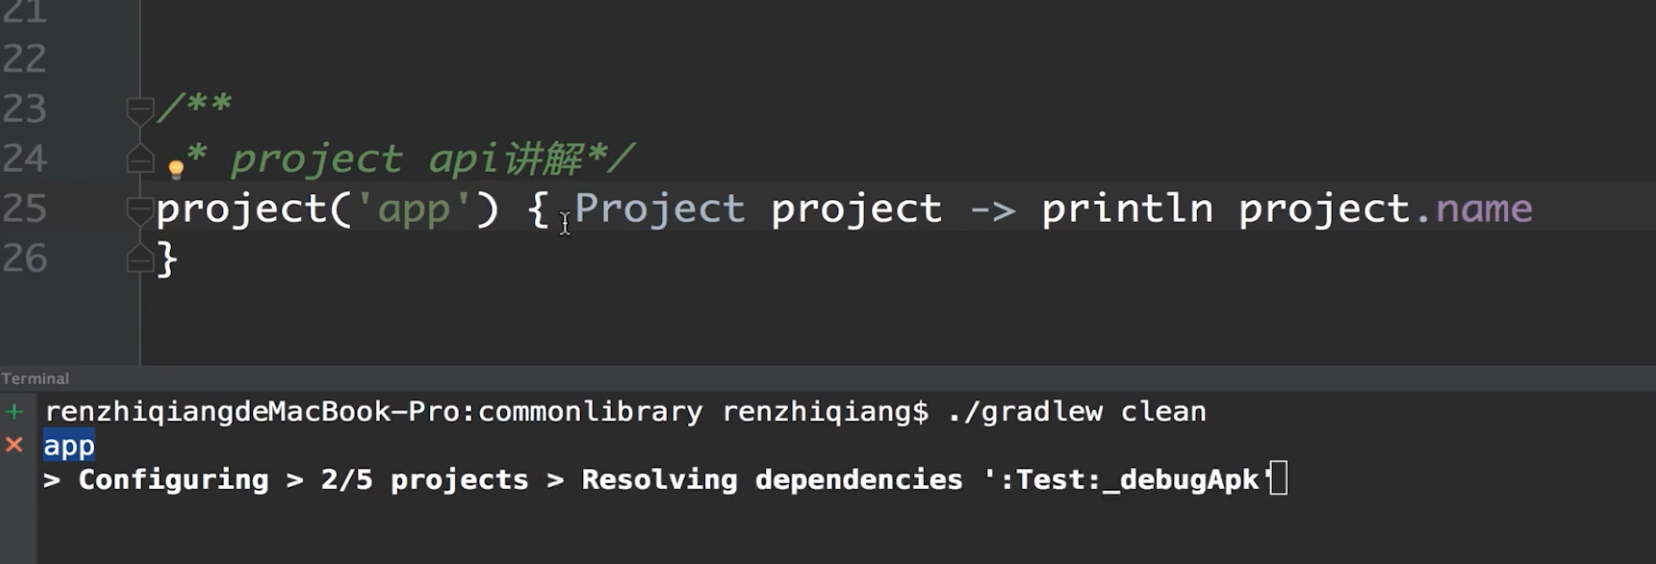 21
22
23 /**
24 * project api讲解*/
25 project('app') { Project project -> println project.name
26 }
Terminal
+ renzhiqiangdeMacBook-Pro:commonlibrary renzhiqiang$ ./gradlew clean
× app
> Configuring > 2/5 projects > Resolving dependencies ':Test:_debugApk'